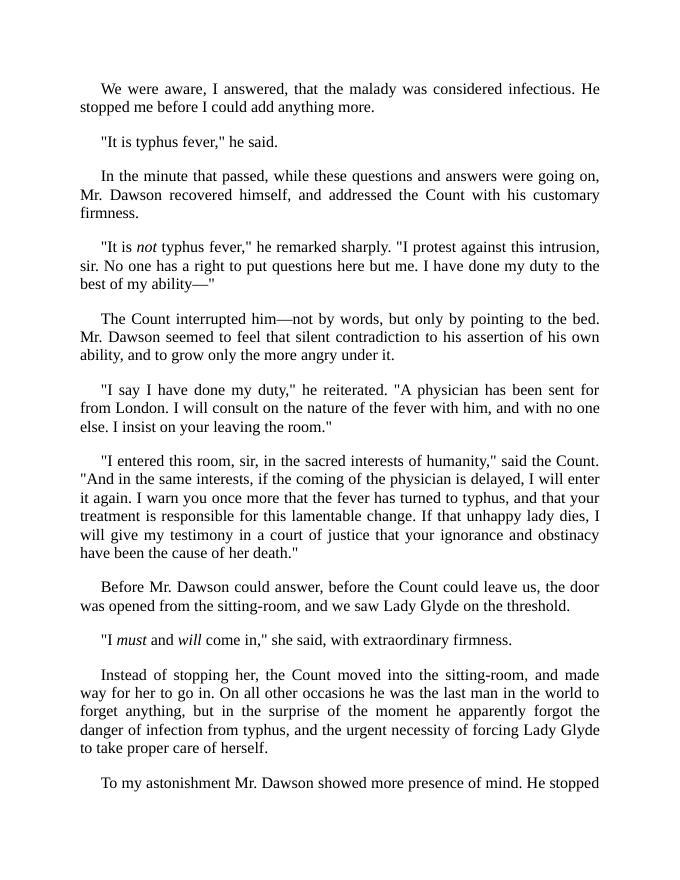 We were aware, I answered, that the malady was considered infectious. He
stopped me before I could add anything more.
"It is typhus fever," he said.
In the minute that passed, while these questions and answers were going on,
Mr. Dawson recovered himself, and addressed the Count with his customary
firmness.
"It is not typhus fever," he remarked sharply. "I protest against this intrusion,
sir. No one has a right to put questions here but me. I have done my duty to the
best of my ability—"
The Count interrupted him—not by words, but only by pointing to the bed.
Mr. Dawson seemed to feel that silent contradiction to his assertion of his own
ability, and to grow only the more angry under it.
"I say I have done my duty," he reiterated. "A physician has been sent for
from London. I will consult on the nature of the fever with him, and with no one
else. I insist on your leaving the room."
"I entered this room, sir, in the sacred interests of humanity," said the Count.
"And in the same interests, if the coming of the physician is delayed, I will enter
it again. I warn you once more that the fever has turned to typhus, and that your
treatment is responsible for this lamentable change. If that unhappy lady dies, I
will give my testimony in a court of justice that your ignorance and obstinacy
have been the cause of her death."
Before Mr. Dawson could answer, before the Count could leave us, the door
was opened from the sitting-room, and we saw Lady Glyde on the threshold.
"I must and will come in," she said, with extraordinary firmness.
Instead of stopping her, the Count moved into the sitting-room, and made
way for her to go in. On all other occasions he was the last man in the world to
forget anything, but in the surprise of the moment he apparently forgot the
danger of infection from typhus, and the urgent necessity of forcing Lady Glyde
to take proper care of herself.
To my astonishment Mr. Dawson showed more presence of mind. He stopped